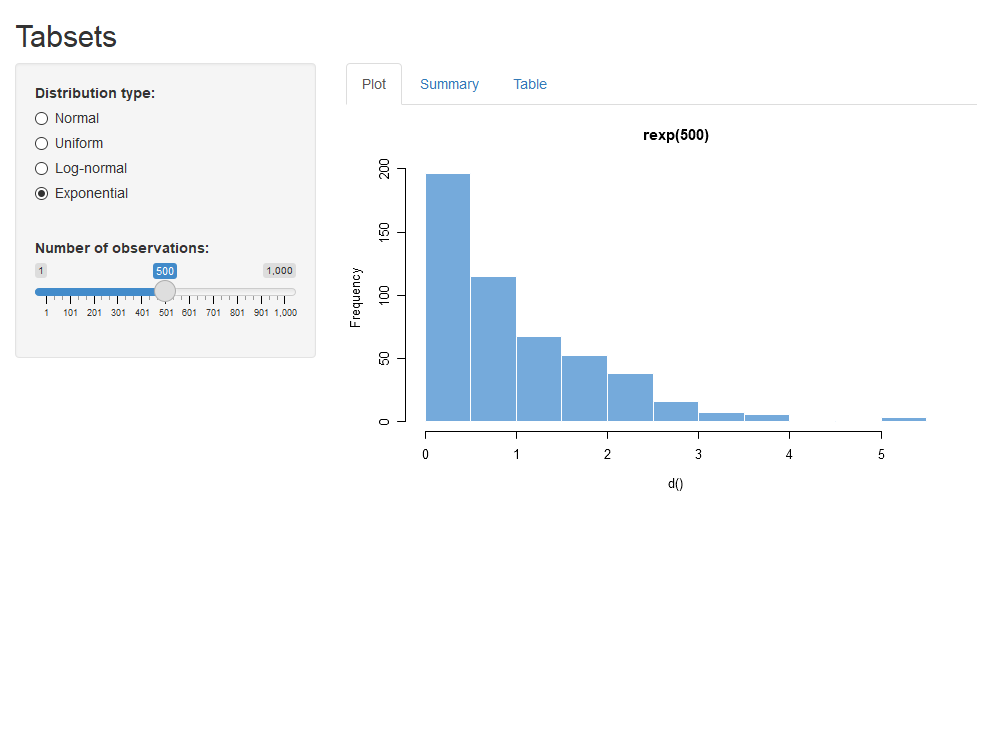 Tabsets
Distribution type:
Normal
Uniform
Log-normal
Exponential
Number of observations:
1 500 1,000
1 101 201 301 401 501 601 701 801 901 1,000
Plot Summary Table
rexp(500)
Frequency
200
150
100
50
0
0 1 2 3 4 5
d()